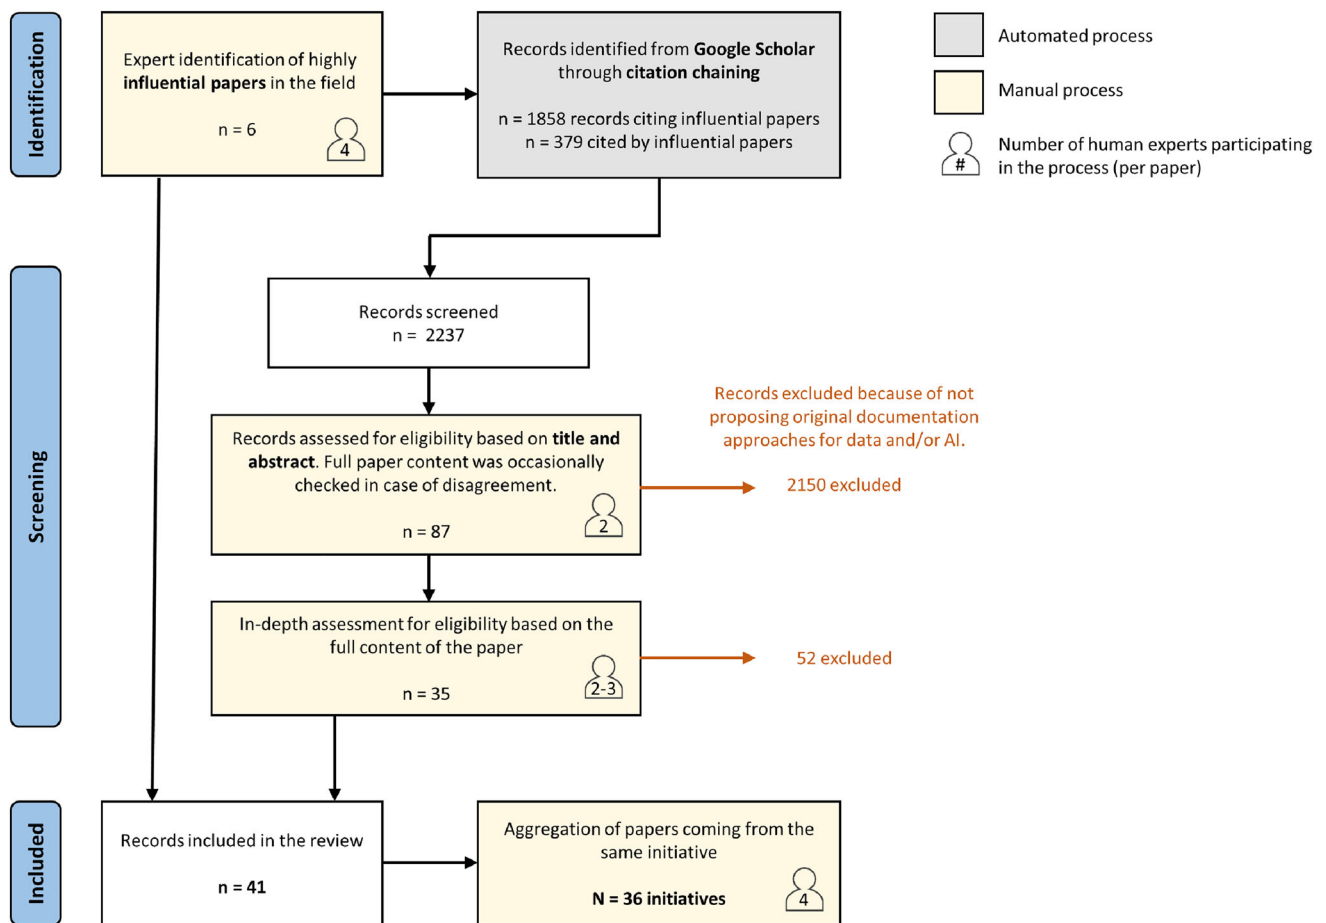 Identification
Expert identification of highly
influential papers in the field
n = 6
4
Records identified from Google Scholar
through citation chaining
n = 1858 records citing influential papers
n = 379 cited by influential papers
Automated process
Manual process
Number of human experts participating
in the process (per paper)
#
Screening
Records screened
n = 2237
Records assessed for eligibility based on title and
abstract. Full paper content was occasionally
checked in case of disagreement.
n = 87
2
Records excluded because of not
proposing original documentation
approaches for data and/or AI.
2150 excluded
In-depth assessment for eligibility based on the
full content of the paper
n = 35
2-3
52 excluded
Included
Records included in the review
n = 41
Aggregation of papers coming from the
same initiative
N = 36 initiatives
4